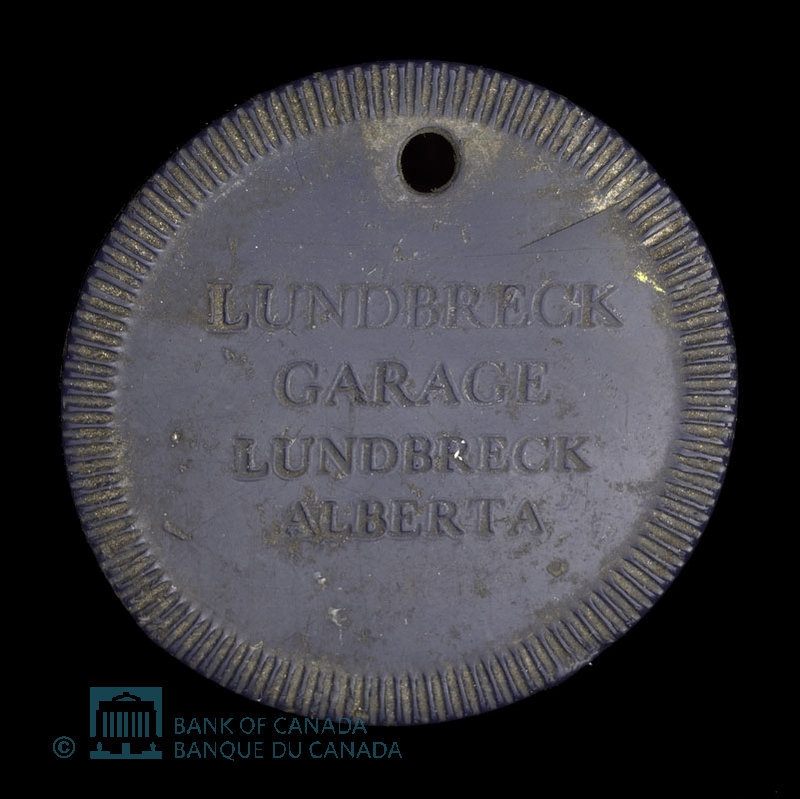 LUNDBRECK
GARAGE
LUNDBRECK
ALBERTA
© BANK OF CANADA
BANQUE DU CANADA